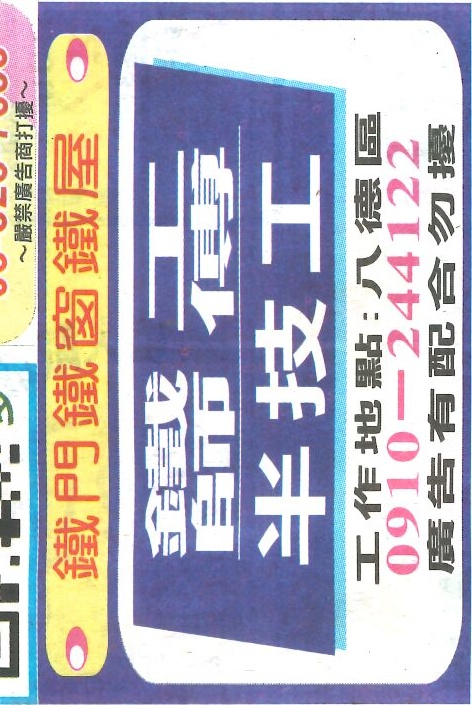 ~嚴禁廣告商打擾~
鐵門鐵窗鐵屋
鐵工
師傅
半技工
工作地點:八德區
0910-244122
廣告有配合勿擾